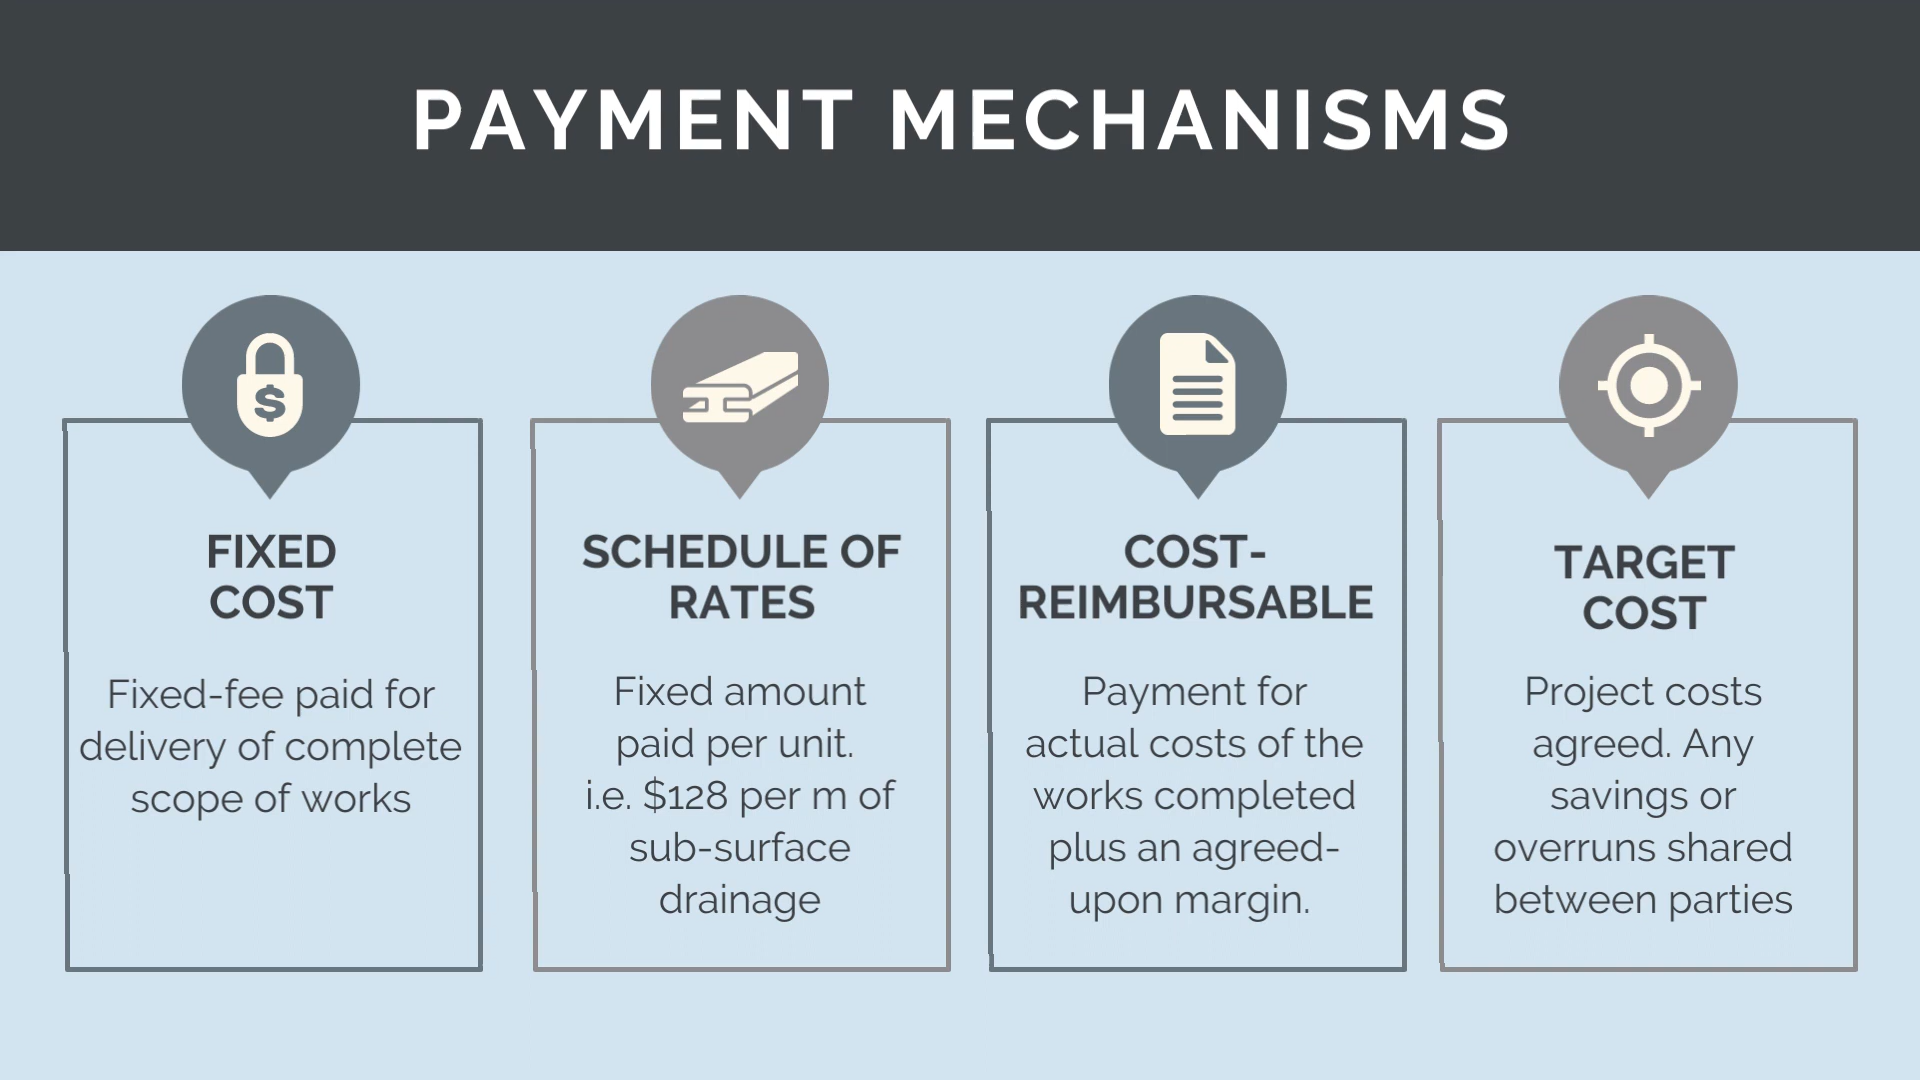 PAYMENT MECHANISMS
$
FIXED
COST
Fixed-fee paid for
delivery of complete
scope of works
SCHEDULE OF
RATES
Fixed amount
paid per unit.
i.e. $128 per m of
sub-surface
drainage
COST-
REIMBURSABLE
Payment for
actual costs of the
works completed
plus an agreed-
upon margin.
TARGET
COST
Project costs
agreed. Any
savings or
overruns shared
between parties